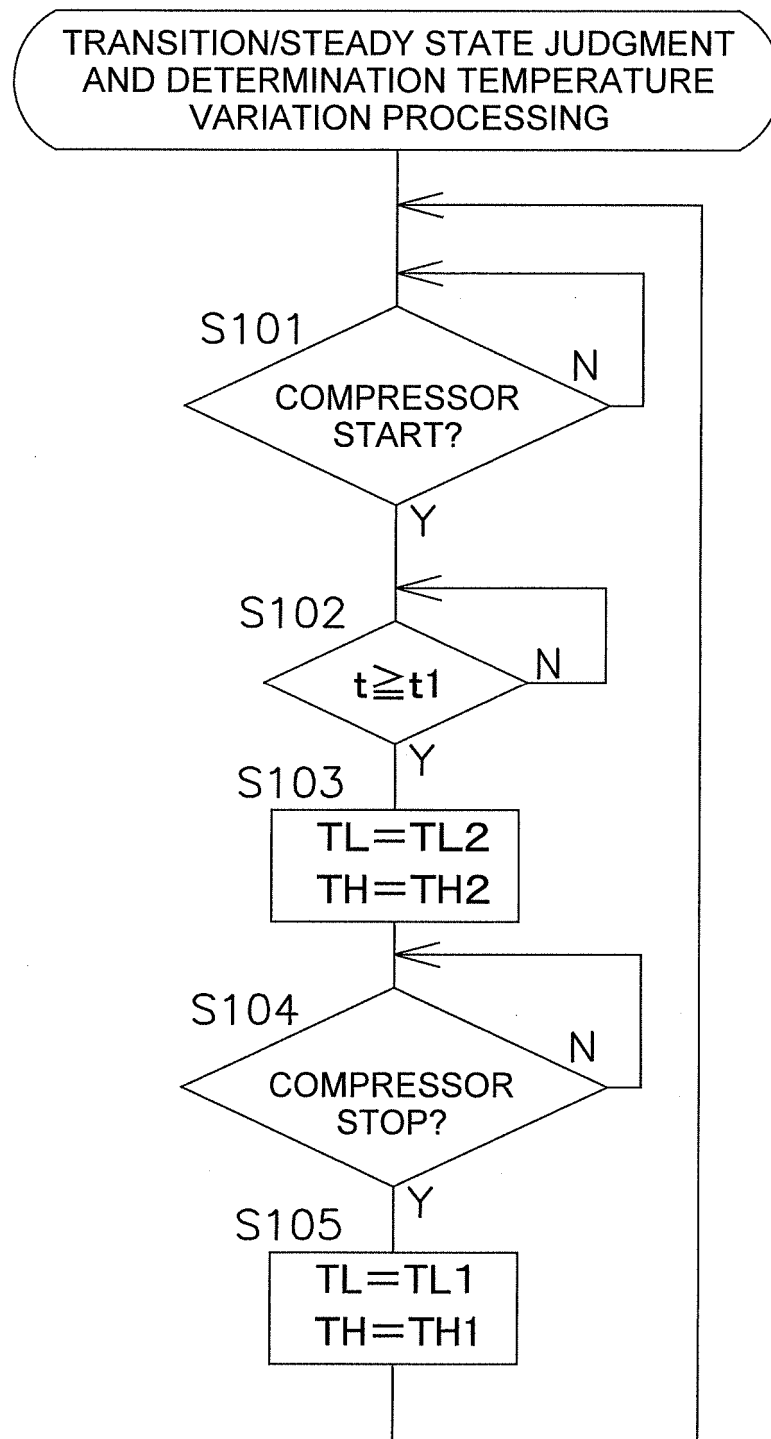 TRANSITION/STEADY STATE JUDGMENT
AND DETERMINATION TEMPERATURE
VARIATION PROCESSING
S101
COMPRESSOR
START?
N
Y
S102
t≧t1
N
Y
S103
TL=TL2
TH=TH2
S104
COMPRESSOR
STOP?
N
Y
S105
TL=TL1
TH=TH1